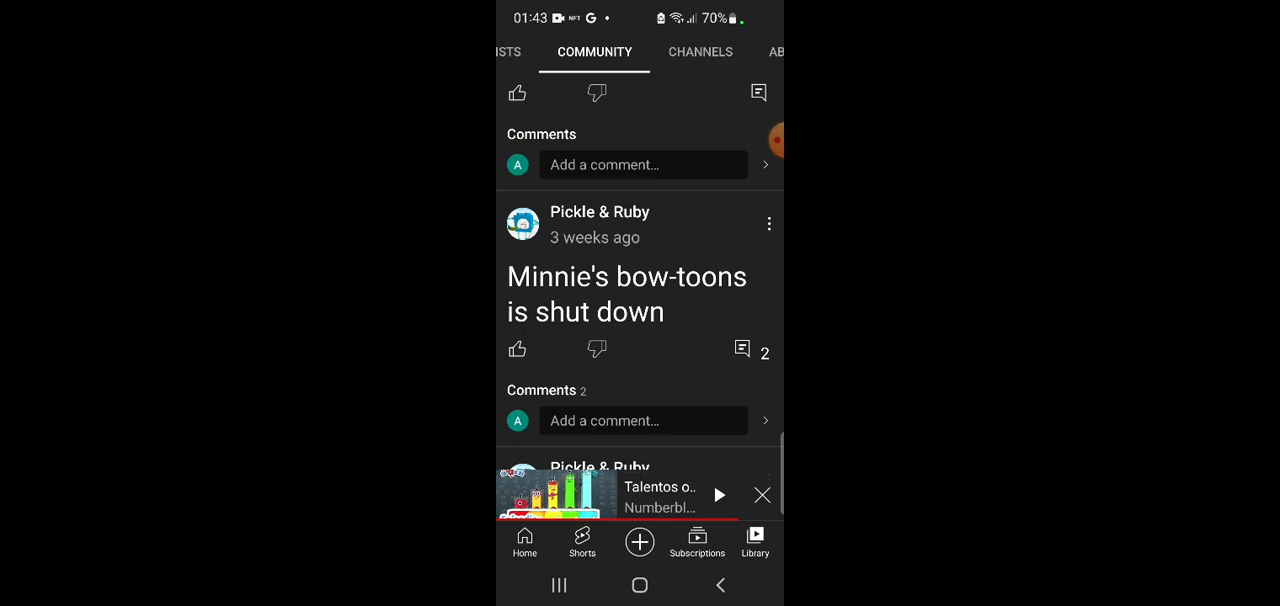 01:43 NFT G 70%
ISTS COMMUNITY CHANNELS AB
Comments
A Add a comment...
Pickle & Ruby
3 weeks ago
Minnie's bow-toons
is shut down
2
Comments 2
A Add a comment...
Pickle & Ruby
Talentos o..
Numberbl...
Home Shorts Subscriptions Library